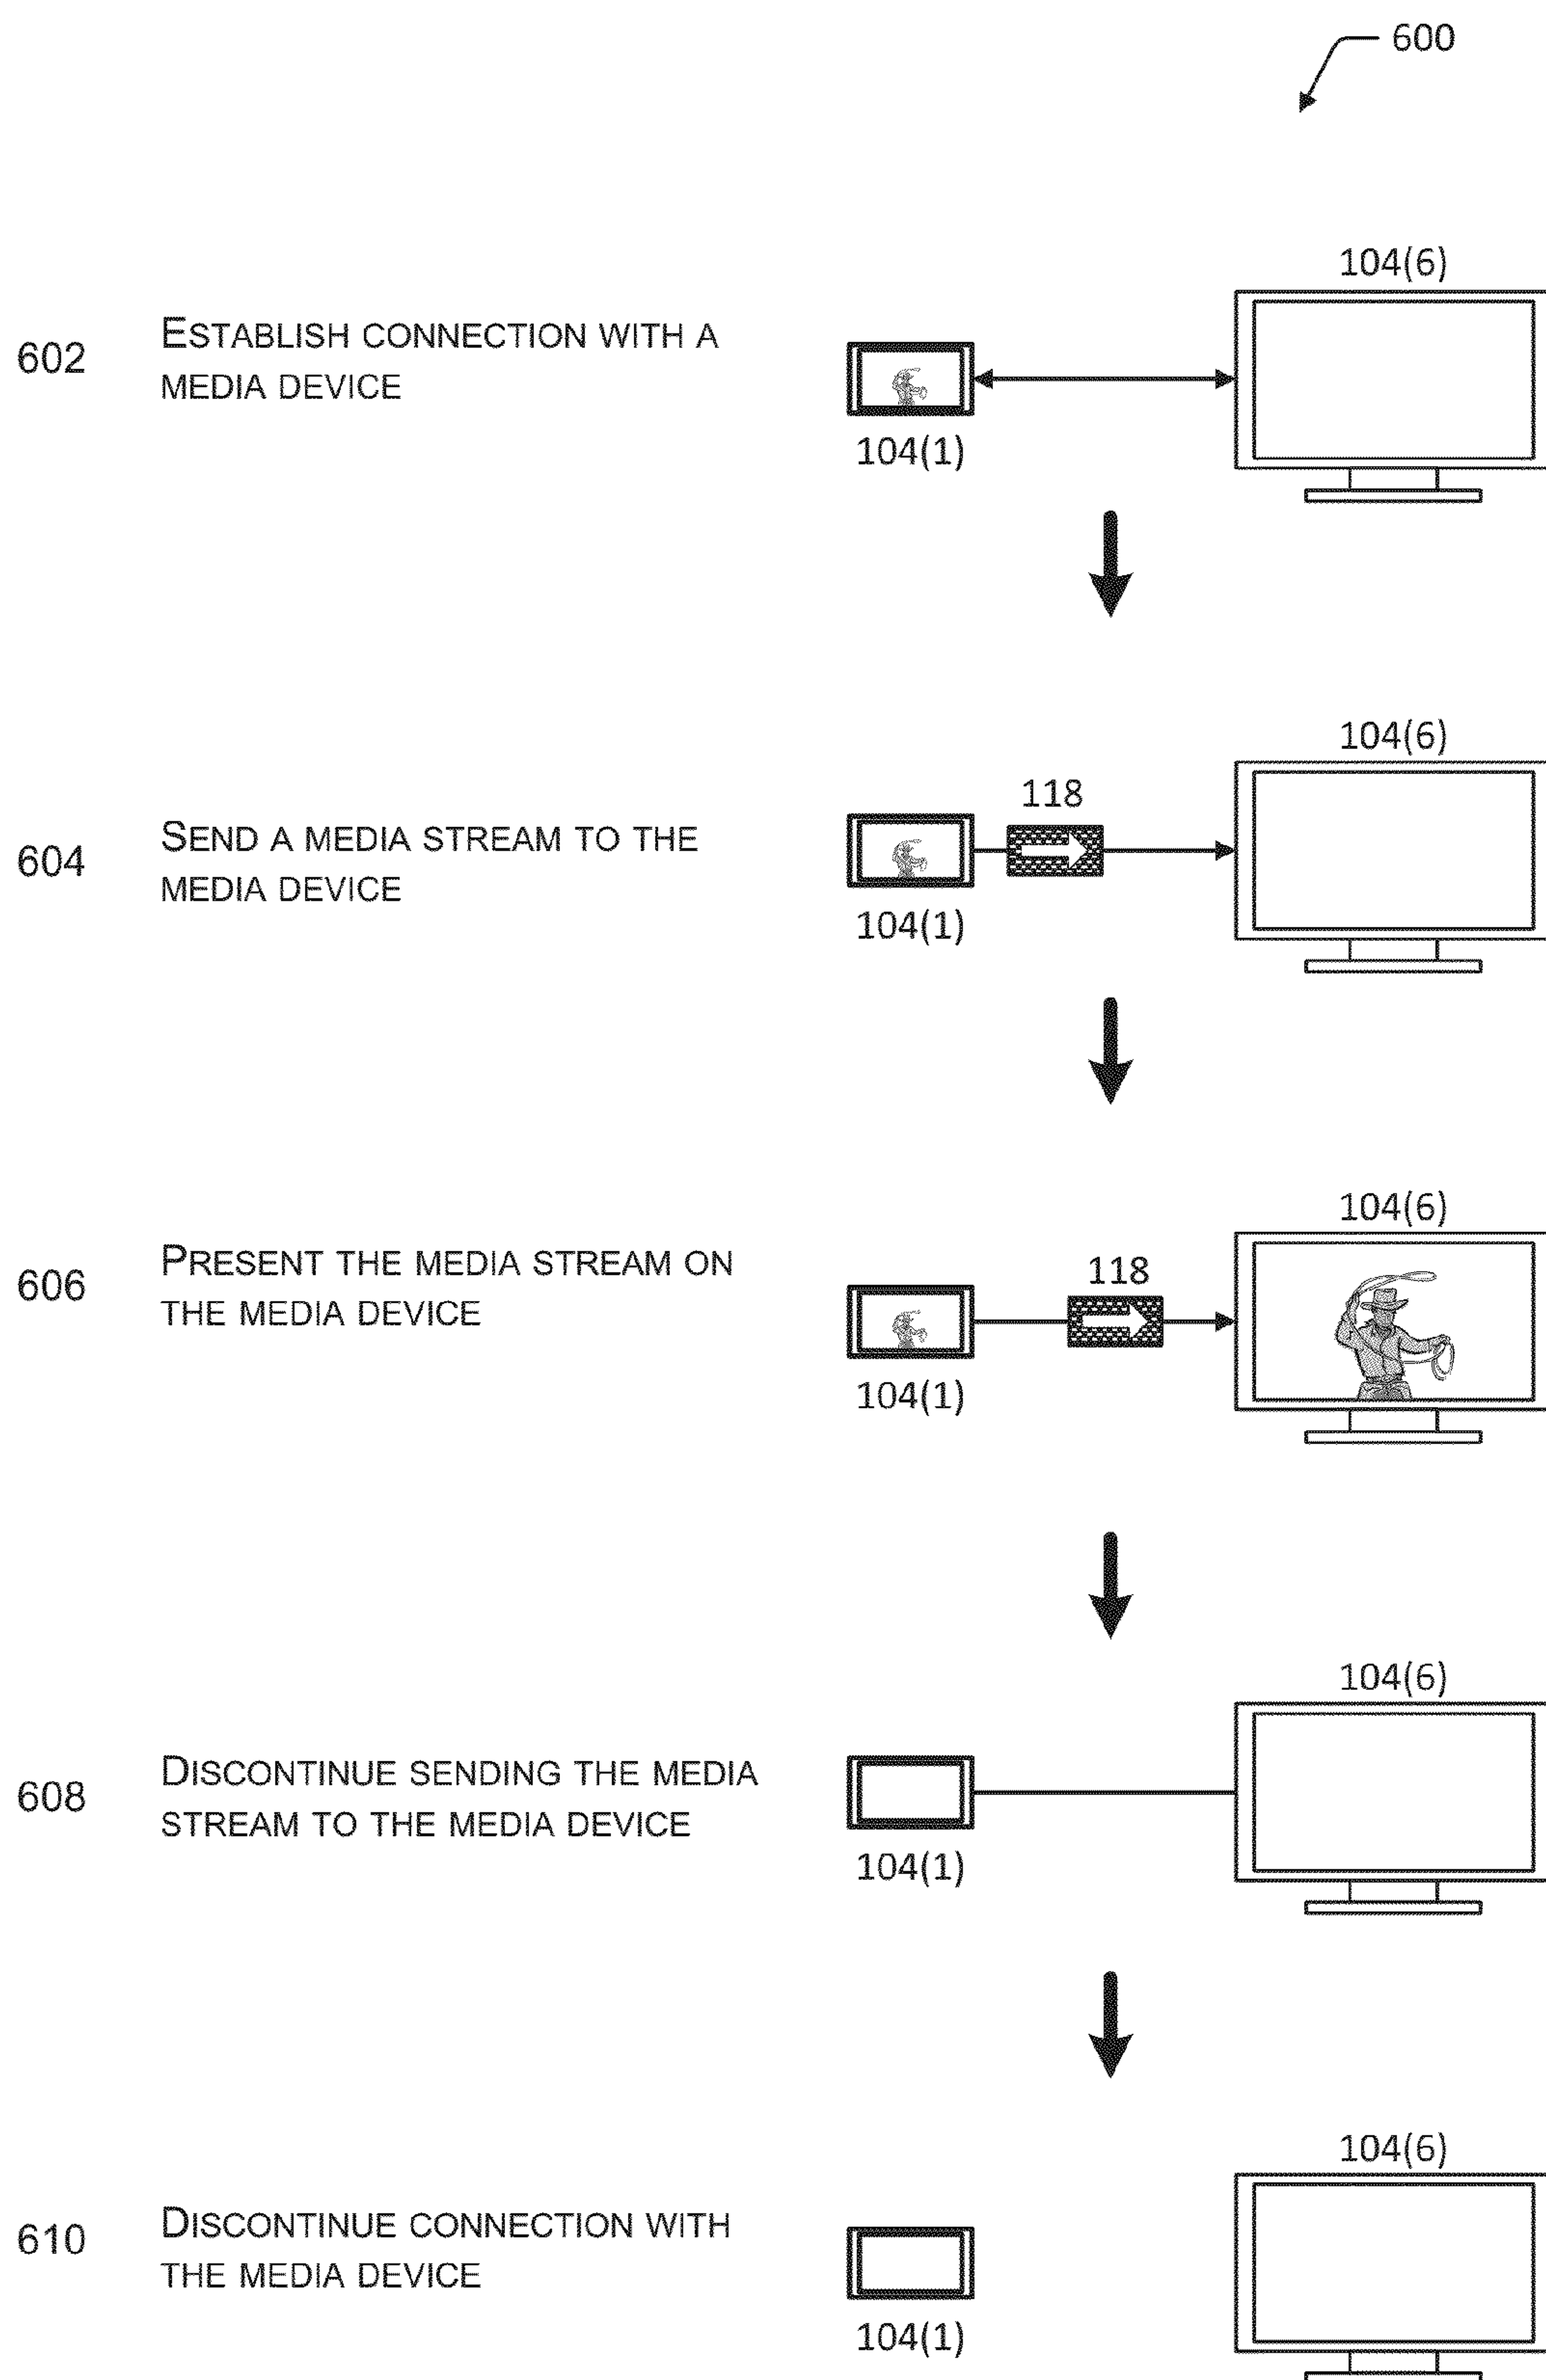 600
104(6)
602
ESTABLISH CONNECTION WITH A
MEDIA DEVICE
104(1)
104(6)
118
604
SEND A MEDIA STREAM TO THE
MEDIA DEVICE
104(1)
104(6)
118
606
PRESENT THE MEDIA STREAM ON
THE MEDIA DEVICE
104(1)
104(6)
608
DISCONTINUE SENDING THE MEDIA
STREAM TO THE MEDIA DEVICE
104(1)
104(6)
610
DISCONTINUE CONNECTION WITH
THE MEDIA DEVICE
104(1)